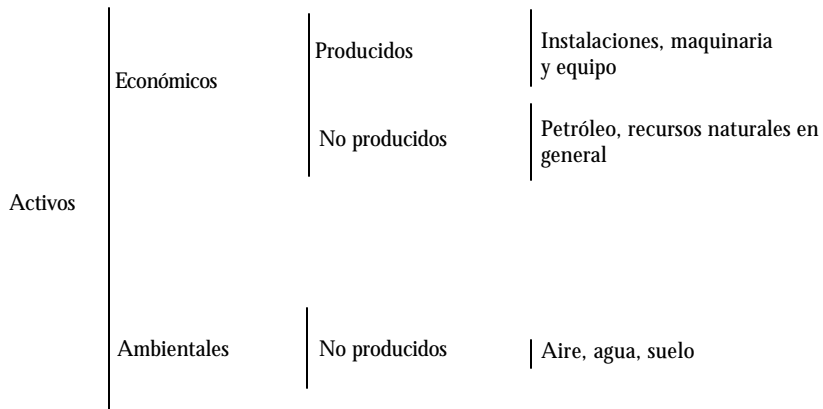 Activos
Económicos
Producidos
Instalaciones, maquinaria
y equipo
No producidos
Petróleo, recursos naturales en
general
Ambientales
No producidos
Aire, agua, suelo